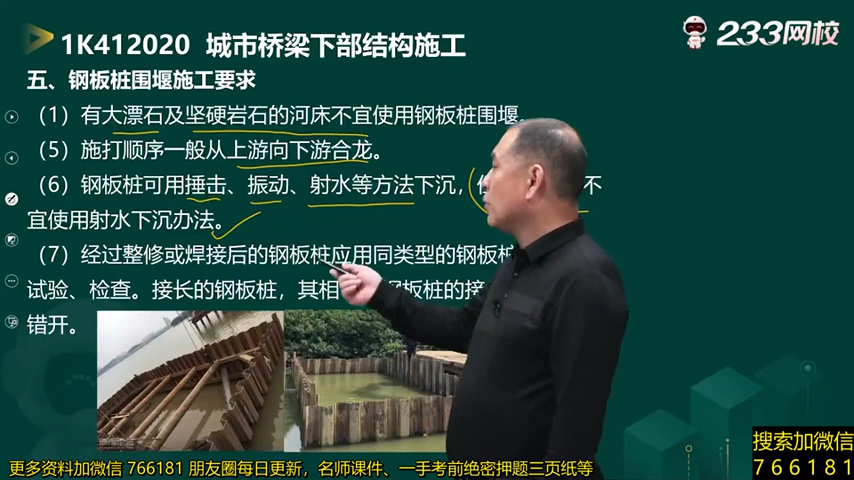 1K412020 城市桥梁下部结构施工
233网校
五、钢板桩围堰施工要求
（1）有大漂石及坚硬岩石的河床不宜使用钢板桩围堰。
（5）施打顺序一般从上游向下游合龙。
（6）钢板桩可用捶击、振动、射水等方法下沉，不
宜使用射水下沉办法。
（7）经过整修或焊接后的钢板桩应用同类型的钢板桩
试验、检查。接长的钢板桩，其相钢板桩的接
错开。
搜索加微信
766181
更多资料加微信 766181 朋友圈每日更新，名师课件、一手考前绝密押题三页纸等